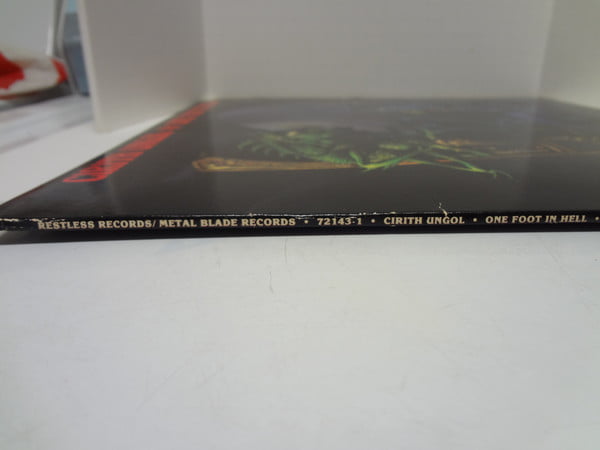 RESTLESS RECORDS/METAL BLADE RECORDS • 72143-1 • CIRITH UNGOL • ONE FOOT IN HELL •